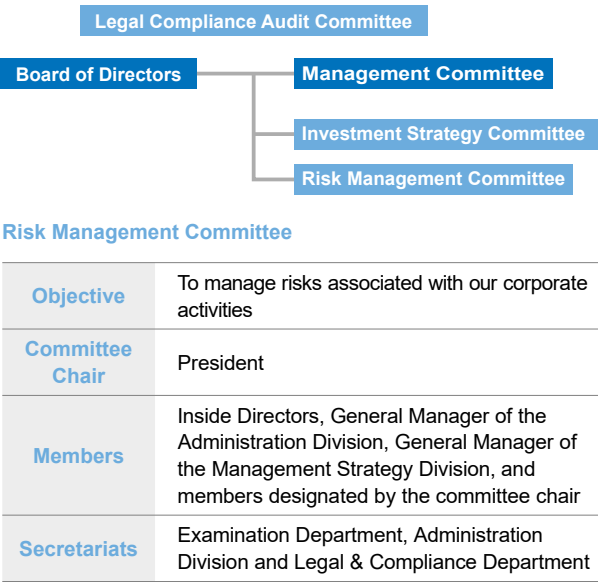 Legal Compliance Audit Committee
Board of Directors
Management Committee
Investment Strategy Committee
Risk Management Committee
Risk Management Committee
Objective
To manage risks associated with our corporate
activities
Committee
Chair
President
Members
Inside Directors, General Manager of the
Administration Division, General Manager of
the Management Strategy Division, and
members designated by the committee chair
Secretariats
Examination Department, Administration
Division and Legal & Compliance Department